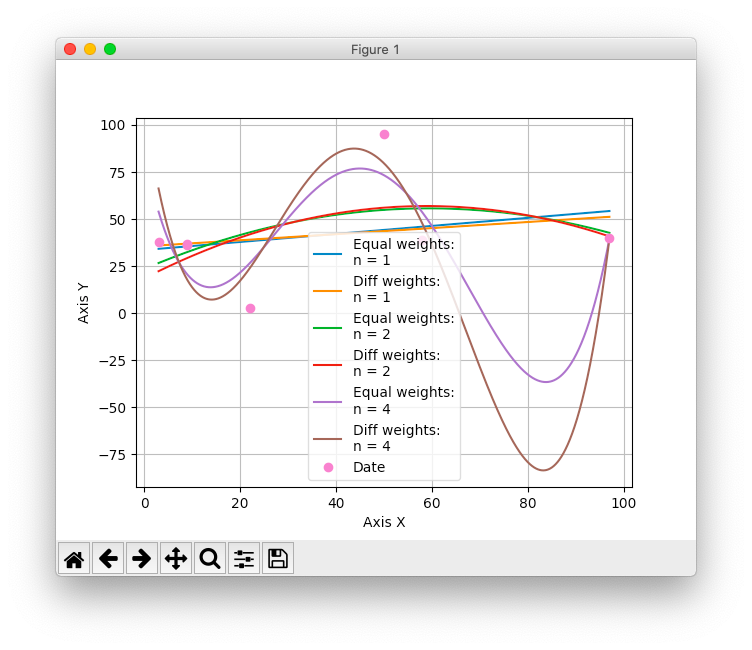 Figure 1
100
75
50
25
0
−25
−50
−75
Axis Y
Equal weights:
n = 1
Diff weights:
n = 1
Equal weights:
n = 2
Diff weights:
n = 2
Equal weights:
n = 4
Diff weights:
n = 4
Date
0 20 40 60 80 100
Axis X